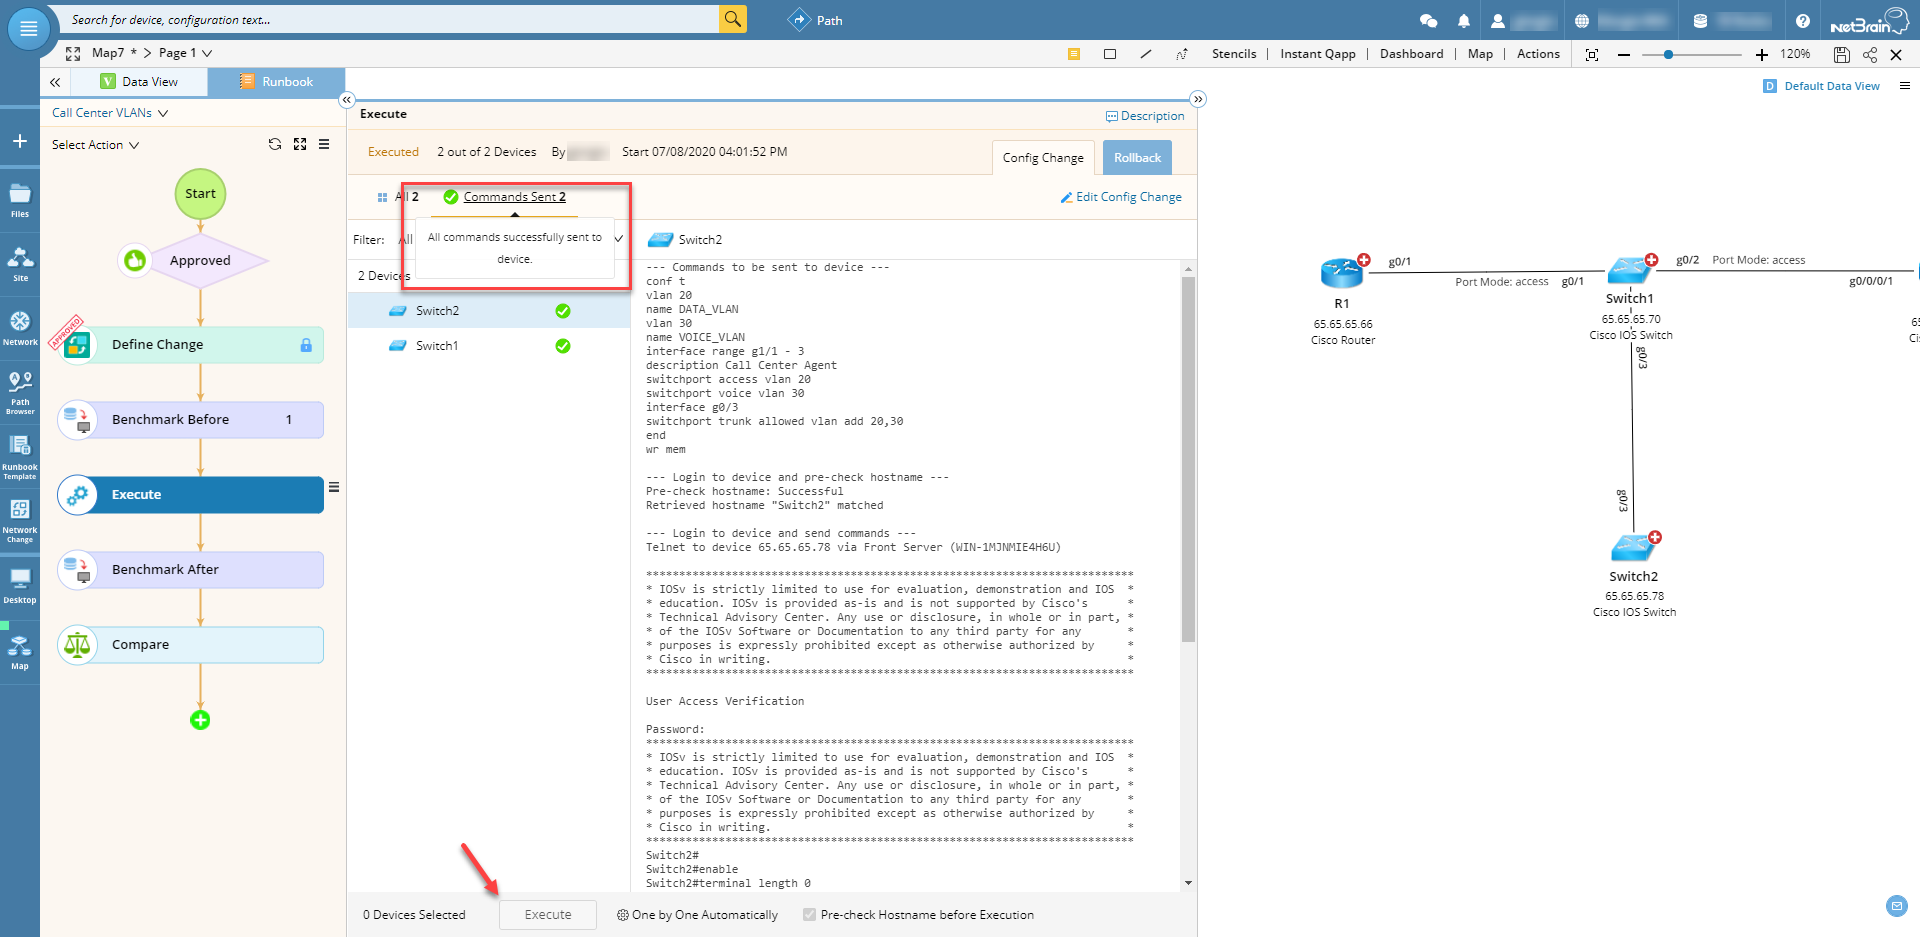 Search for device, configuration text...
Path
NetBrain
Map7 * > Page 1
Stencils | Instant Qapp | Dashboard | Map | Actions
120%
Data View
Runbook
Default Data View
Call Center VLANs
Select Action
Files
Site
Network
Path
Browser
Runbook
Template
Network
Change
Desktop
Map
Start
Approved
APPROVED
Define Change
Benchmark Before 1
Execute
Benchmark After
Compare
Execute
Description
Executed 2 out of 2 Devices By Start 07/08/2020 04:01:52 PM
Config Change
Rollback
All 2
Commands Sent 2
Edit Config Change
All commands successfully sent to
device.
Filter: All
Switch2
2 Devices
Switch2
Switch1
--- Commands to be sent to device ---
conf t
vlan 20
name DATA_VLAN
vlan 30
name VOICE_VLAN
interface range g1/1 - 3
description Call Center Agent
switchport access vlan 20
switchport voice vlan 30
interface g0/3
switchport trunk allowed vlan add 20,30
end
wr mem
--- Login to device and pre-check hostname ---
Pre-check hostname: Successful
Retrieved hostname "Switch2" matched
--- Login to device and send commands ---
Telnet to device 65.65.65.78 via Front Server (WIN-1MJNMIE4H6U)
**************************************************************************
* IOSv is strictly limited to use for evaluation, demonstration and IOS *
* education. IOSv is provided as-is and is not supported by Cisco's *
* Technical Advisory Center. Any use or disclosure, in whole or in part, *
* of the IOSv Software or Documentation to any third party for any *
* purposes is expressly prohibited except as otherwise authorized by *
* Cisco in writing. *
**************************************************************************
User Access Verification
Password:
**************************************************************************
* IOSv is strictly limited to use for evaluation, demonstration and IOS *
* education. IOSv is provided as-is and is not supported by Cisco's *
* Technical Advisory Center. Any use or disclosure, in whole or in part, *
* of the IOSv Software or Documentation to any third party for any *
* purposes is expressly prohibited except as otherwise authorized by *
* Cisco in writing. *
**************************************************************************
Switch2#
Switch2#enable
Switch2#terminal length 0
0 Devices Selected
Execute
One by One Automatically
Pre-check Hostname before Execution
g0/1
Port Mode: access g0/1
g0/2 Port Mode: access
g0/0/0/1
R1
65.65.65.66
Cisco Router
Switch1
65.65.65.70
Cisco IOS Switch
g0/3
g0/3
Switch2
65.65.65.78
Cisco IOS Switch